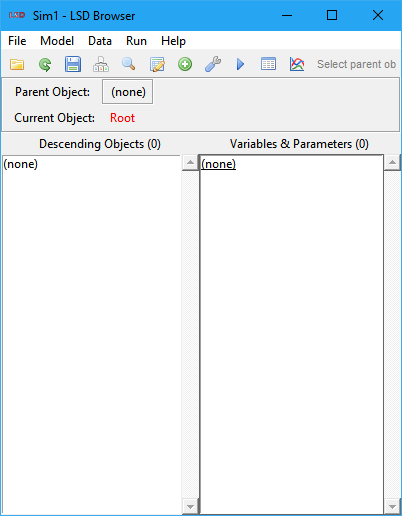 LSD Sim1 - LSD Browser
File Model Data Run Help
Select parent ob
Parent Object: (none)
Current Object: Root
Descending Objects (0) Variables & Parameters (0)
(none) (none)